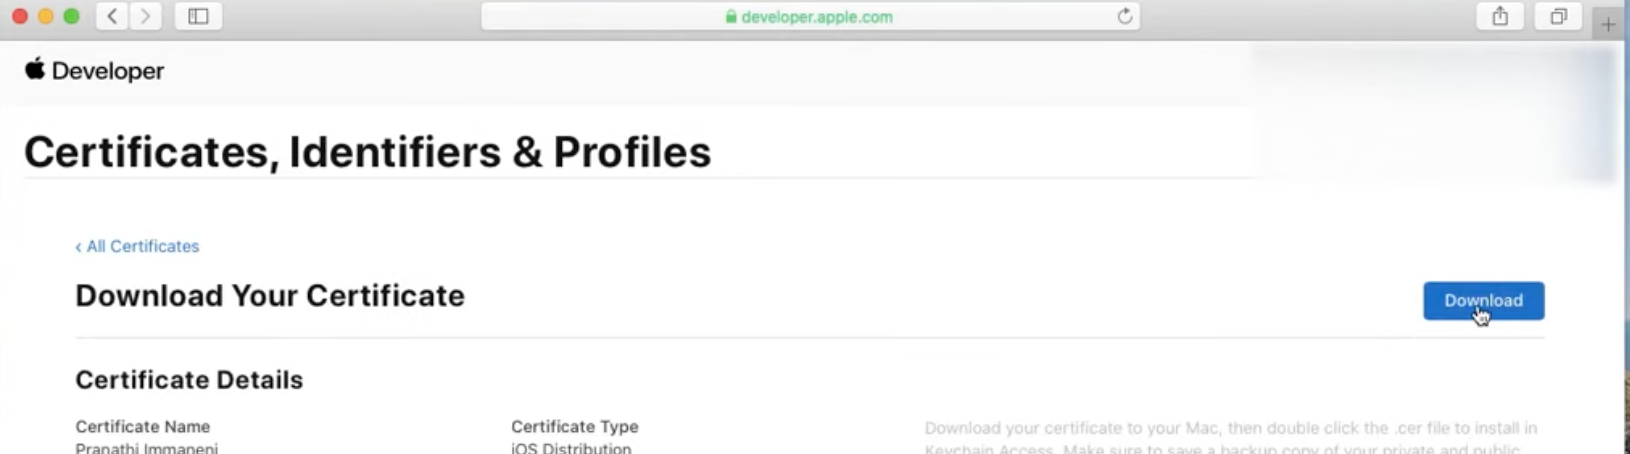 developer.apple.com
Developer
Certificates, Identifiers & Profiles
‹ All Certificates
Download Your Certificate
Download
Certificate Details
Certificate Name
Certificate Type
Download your certificate to your Mac, then double click the .cer file to install in
Pranathi Immaneni
iOS Distribution
Keychain Access. Make sure to save a backup copy of your private and public